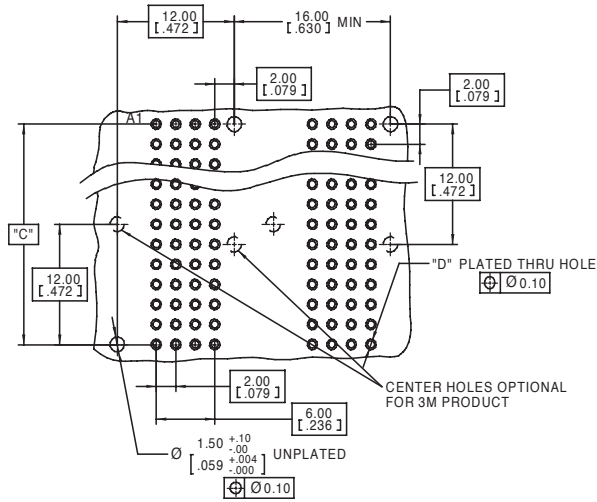 12.00
[.472]
16.00
[.630] MIN
2.00
[.079]
2.00
[.079]
A1
12.00
[.472]
"C"
12.00
[.472]
"D" PLATED THRU HOLE
⌖ Ø 0.10
2.00
[.079]
CENTER HOLES OPTIONAL
FOR 3M PRODUCT
6.00
[.236]
Ø 1.50 +.10 -.00
[.059 +.004 -.000] UNPLATED
⌖ Ø 0.10